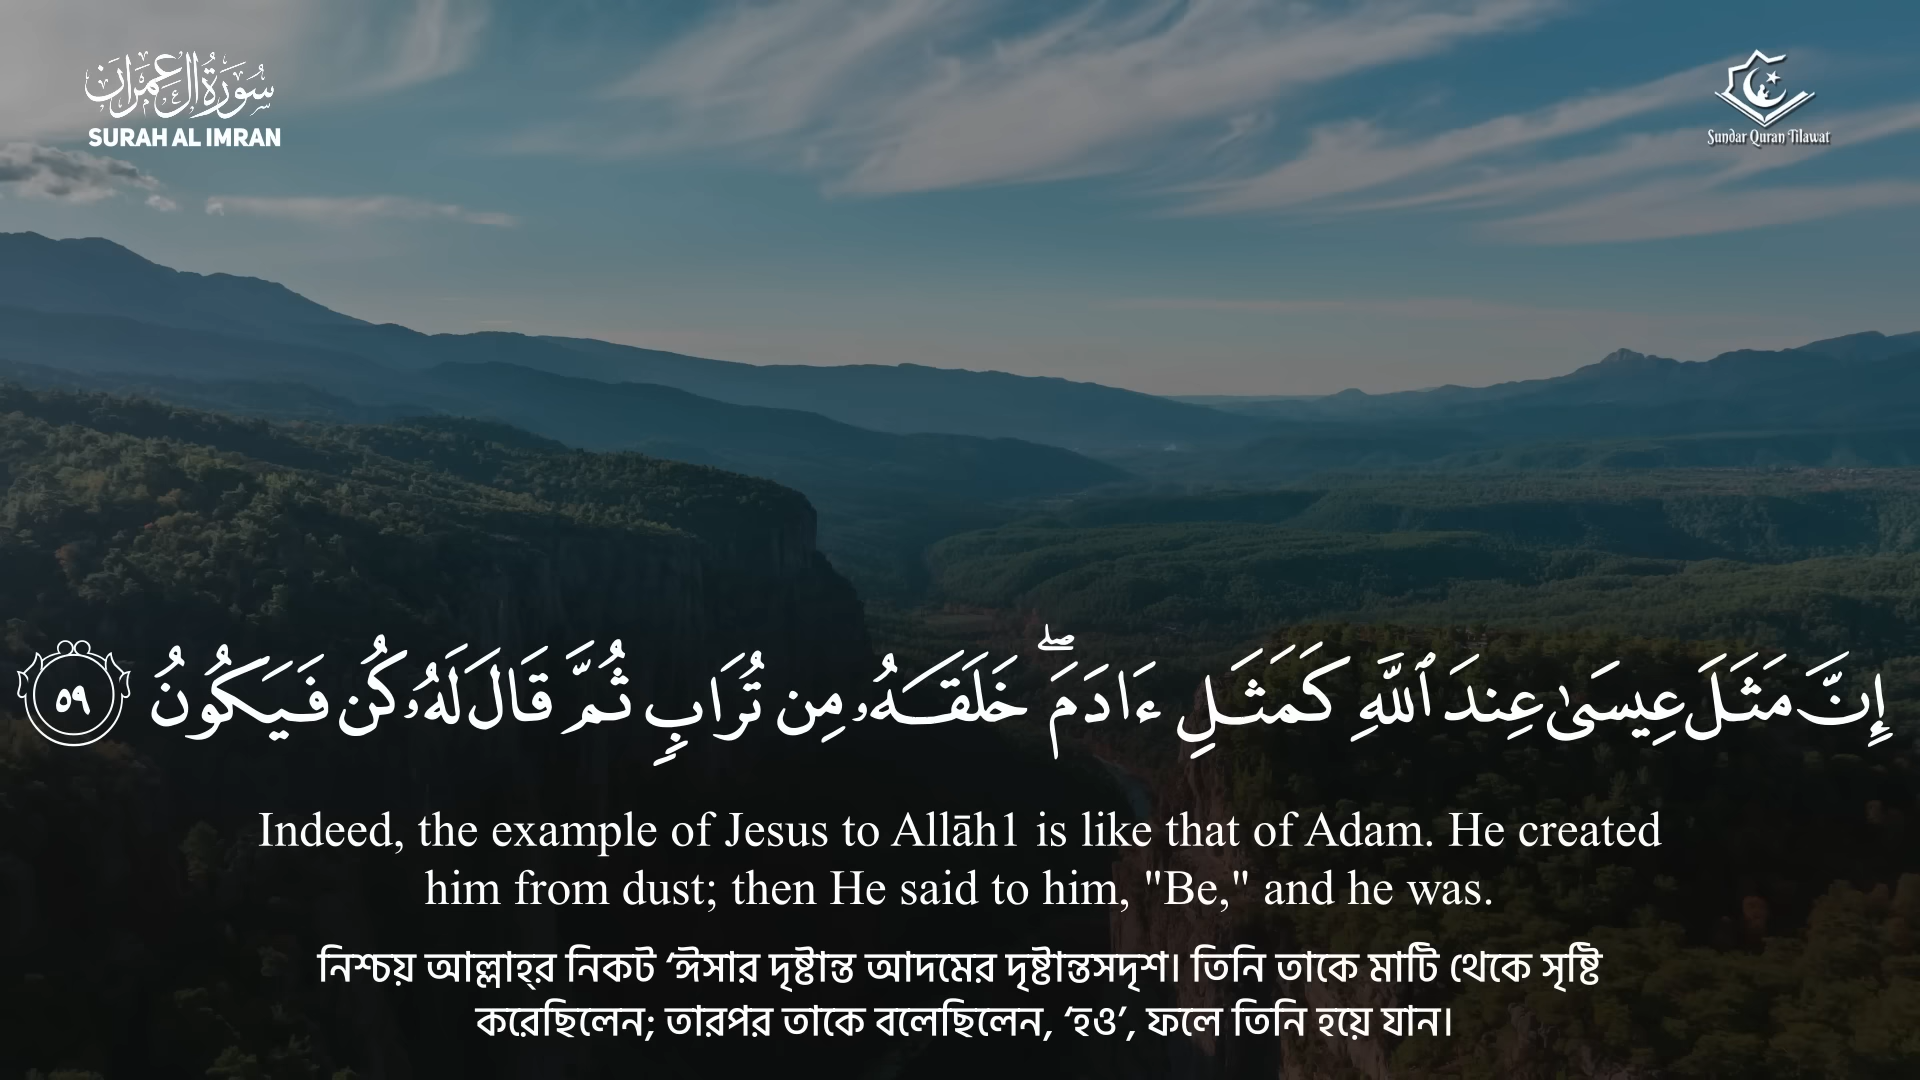 سُورَةُ آلِ عِمْرَان
SURAH AL IMRAN
Sundar Quran Tilawat
إِنَّ مَثَلَ عِيسَىٰ عِندَ ٱللَّهِ كَمَثَلِ ءَادَمَ ۖ خَلَقَهُۥ مِن تُرَابٍ ثُمَّ قَالَ لَهُۥ كُن فَيَكُونُ ٥٩
Indeed, the example of Jesus to Allāh1 is like that of Adam. He created
him from dust; then He said to him, "Be," and he was.
নিশ্চয় আল্লাহ্‌র নিকট ‘ঈসার দৃষ্টান্ত আদমের দৃষ্টান্তসদৃশ। তিনি তাকে মাটি থেকে সৃষ্টি
করেছিলেন; তারপর তাকে বলেছিলেন, ‘হও’, ফলে তিনি হয়ে যান।